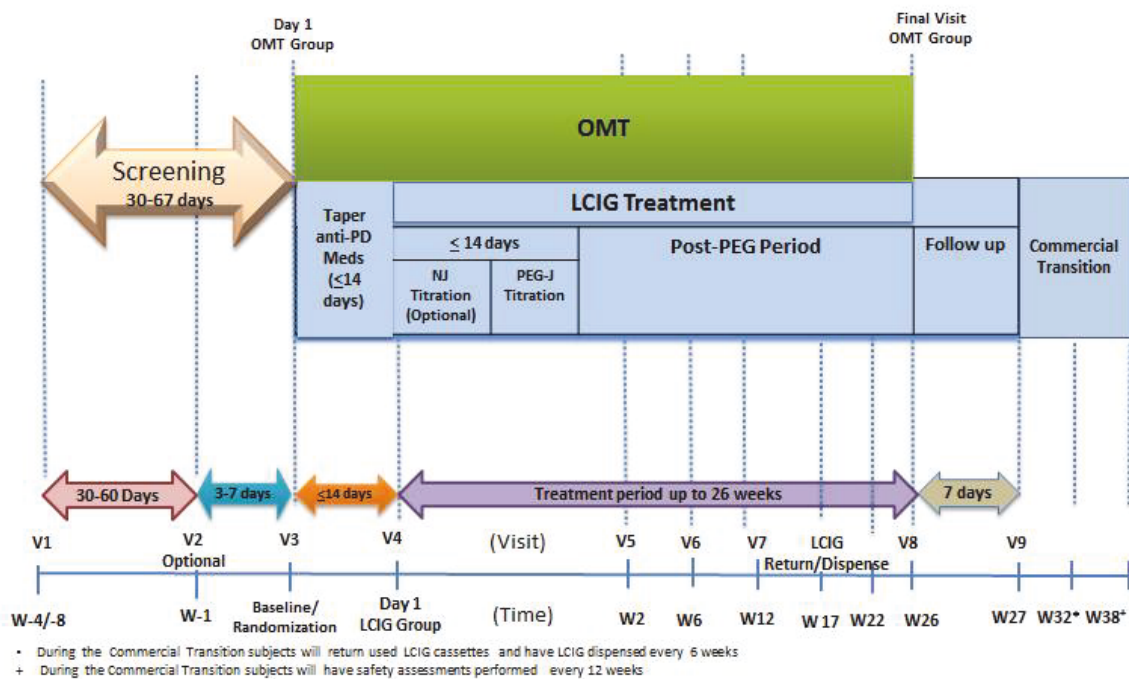 Day 1
OMT Group
Final Visit
OMT Group
OMT
Screening
30-67 days
Taper
anti-PD
Meds
(≤14
days)
LCIG Treatment
≤ 14 days
NJ
Titration
(Optional)
PEG-J
Titration
Post-PEG Period
Follow up
Commercial
Transition
30-60 Days
3-7 days
≤14 days
Treatment period up to 26 weeks
7 days
V1 V2 V3 V4 (Visit) V5 V6 V7 LCIG V8 V9
Optional Return/Dispense
W-4/-8 W-1 Baseline/ Day 1 (Time) W2 W6 W12 W 17 W22 W26 W27 W32* W38+
Randomization LCIG Group
• During the Commercial Transition subjects will return used LCIG cassettes and have LCIG dispensed every 6 weeks
+ During the Commercial Transition subjects will have safety assessments performed every 12 weeks